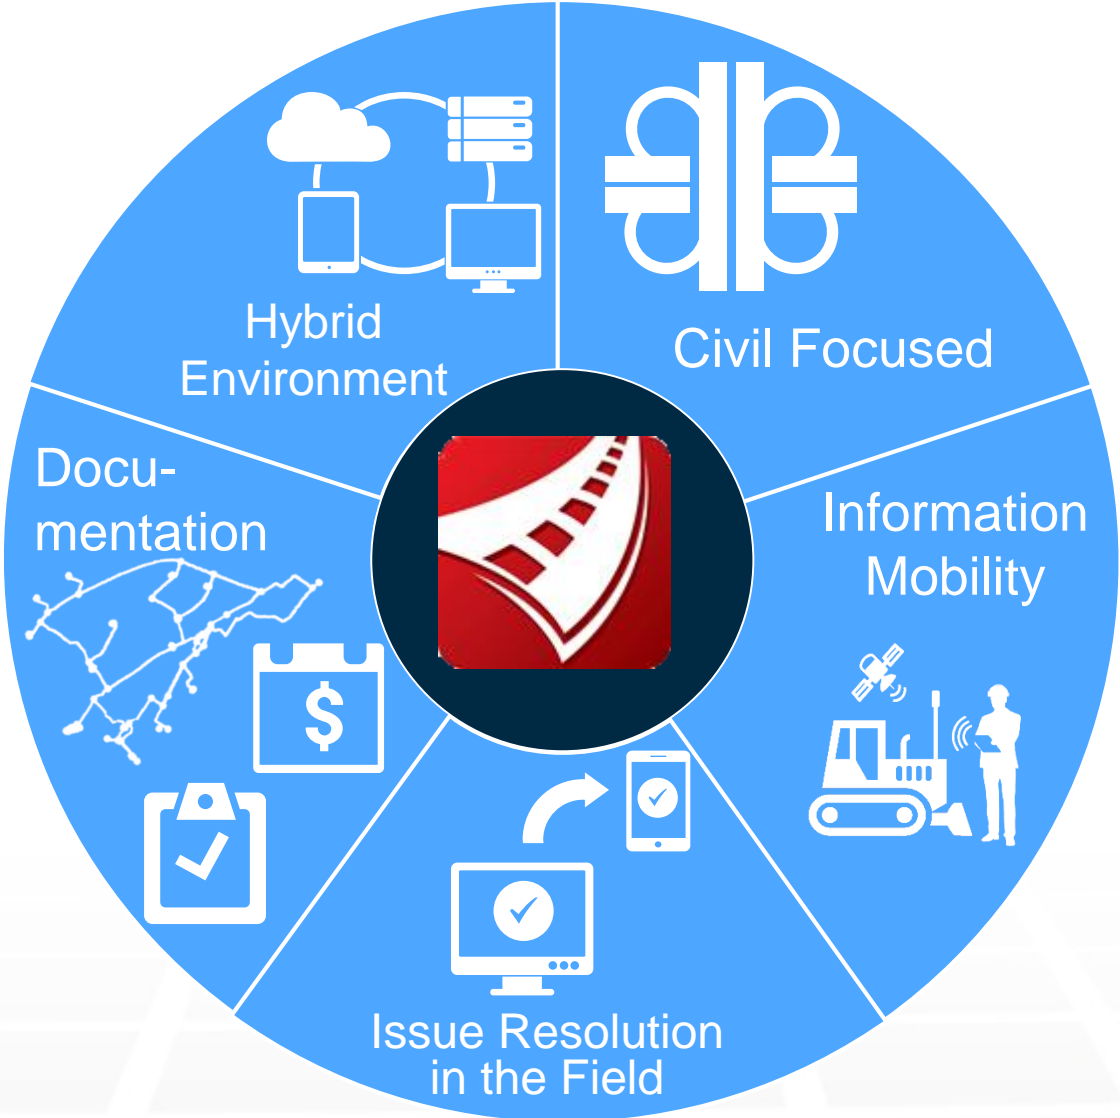 Hybrid
Environment
Civil Focused
Docu-
mentation
Information
Mobility
$
Issue Resolution
in the Field